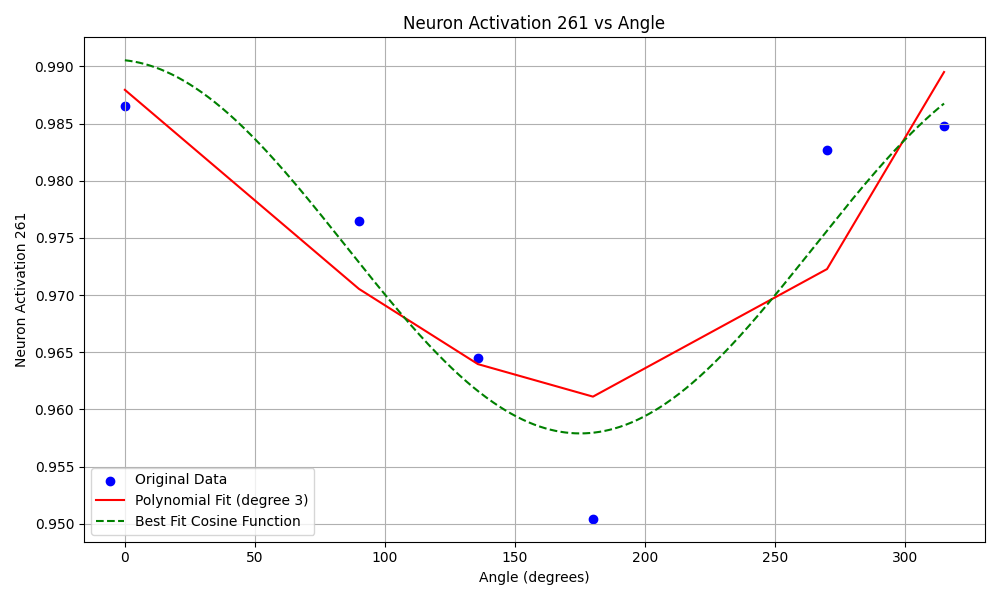 Neuron Activation 261 vs Angle
Neuron Activation 261
0.990
0.985
0.980
0.975
0.970
0.965
0.960
0.955
0.950
Original Data
Polynomial Fit (degree 3)
Best Fit Cosine Function
0
50
100
150
200
250
300
Angle (degrees)